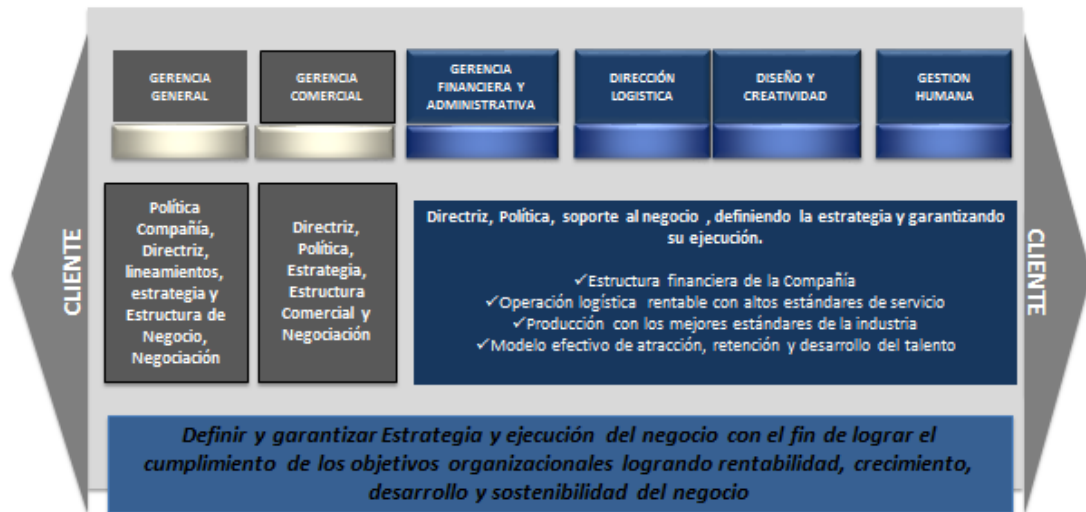 GERENCIA
GENERAL
GERENCIA
COMERCIAL
GERENCIA
FINANCIERA Y
ADMINISTRATIVA
DIRECCIÓN
LOGISTICA
DISEÑO Y
CREATIVIDAD
GESTION
HUMANA
CLIENTE
Política
Compañía,
Directriz,
lineamientos,
estrategia y
Estructura de
Negocio,
Negociación
Directriz,
Política,
Estrategia,
Estructura
Comercial y
Negociación
Directriz, Política, soporte al negocio , definiendo la estrategia y garantizando
su ejecución.
✓Estructura financiera de la Compañía
✓Operación logística rentable con altos estándares de servicio
✓Producción con los mejores estándares de la industria
✓Modelo efectivo de atracción, retención y desarrollo del talento
CLIENTE
Definir y garantizar Estrategia y ejecución del negocio con el fin de lograr el
cumplimiento de los objetivos organizacionales logrando rentabilidad, crecimiento,
desarrollo y sostenibilidad del negocio